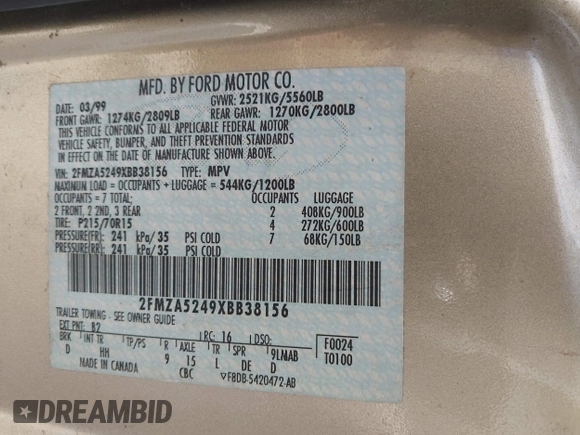 MFD. BY FORD MOTOR CO.
DATE: 03/99 GVWR: 2521KG/5560LB
FRONT GAWR: 1274KG/2809LB REAR GAWR: 1270KG/2800LB
THIS VEHICLE CONFORMS TO ALL APPLICABLE FEDERAL MOTOR
VEHICLE SAFETY, BUMPER, AND THEFT PREVENTION STANDARDS
IN EFFECT ON THE DATE OF MANUFACTURE SHOWN ABOVE.
VIN: 2FMZA5249XBB38156 TYPE: MPV
MAXIMUM LOAD = OCCUPANTS + LUGGAGE = 544KG/1200LB
OCCUPANTS = 7 TOTAL: OCCUPANTS LUGGAGE
2 FRONT, 2 2ND, 3 REAR 2 408KG/900LB
TIRE: P215/70R15 4 272KG/600LB
PRESSURE(FR) 241 kPa/35 PSI COLD 7 68KG/150LB
PRESSURE(RR) 241 kPa/35 PSI COLD
2FMZA5249XBB38156
TRAILER TOWING - SEE OWNER GUIDE
EXT PNT: B2 RC: 16 DSO: F0024
BRK INT TR TP/PS R AXLE TR SPR 9LMAB T0100
D HH 9 15 L DE D
MADE IN CANADA CBC F8DB-5420472-AB
DREAMBID